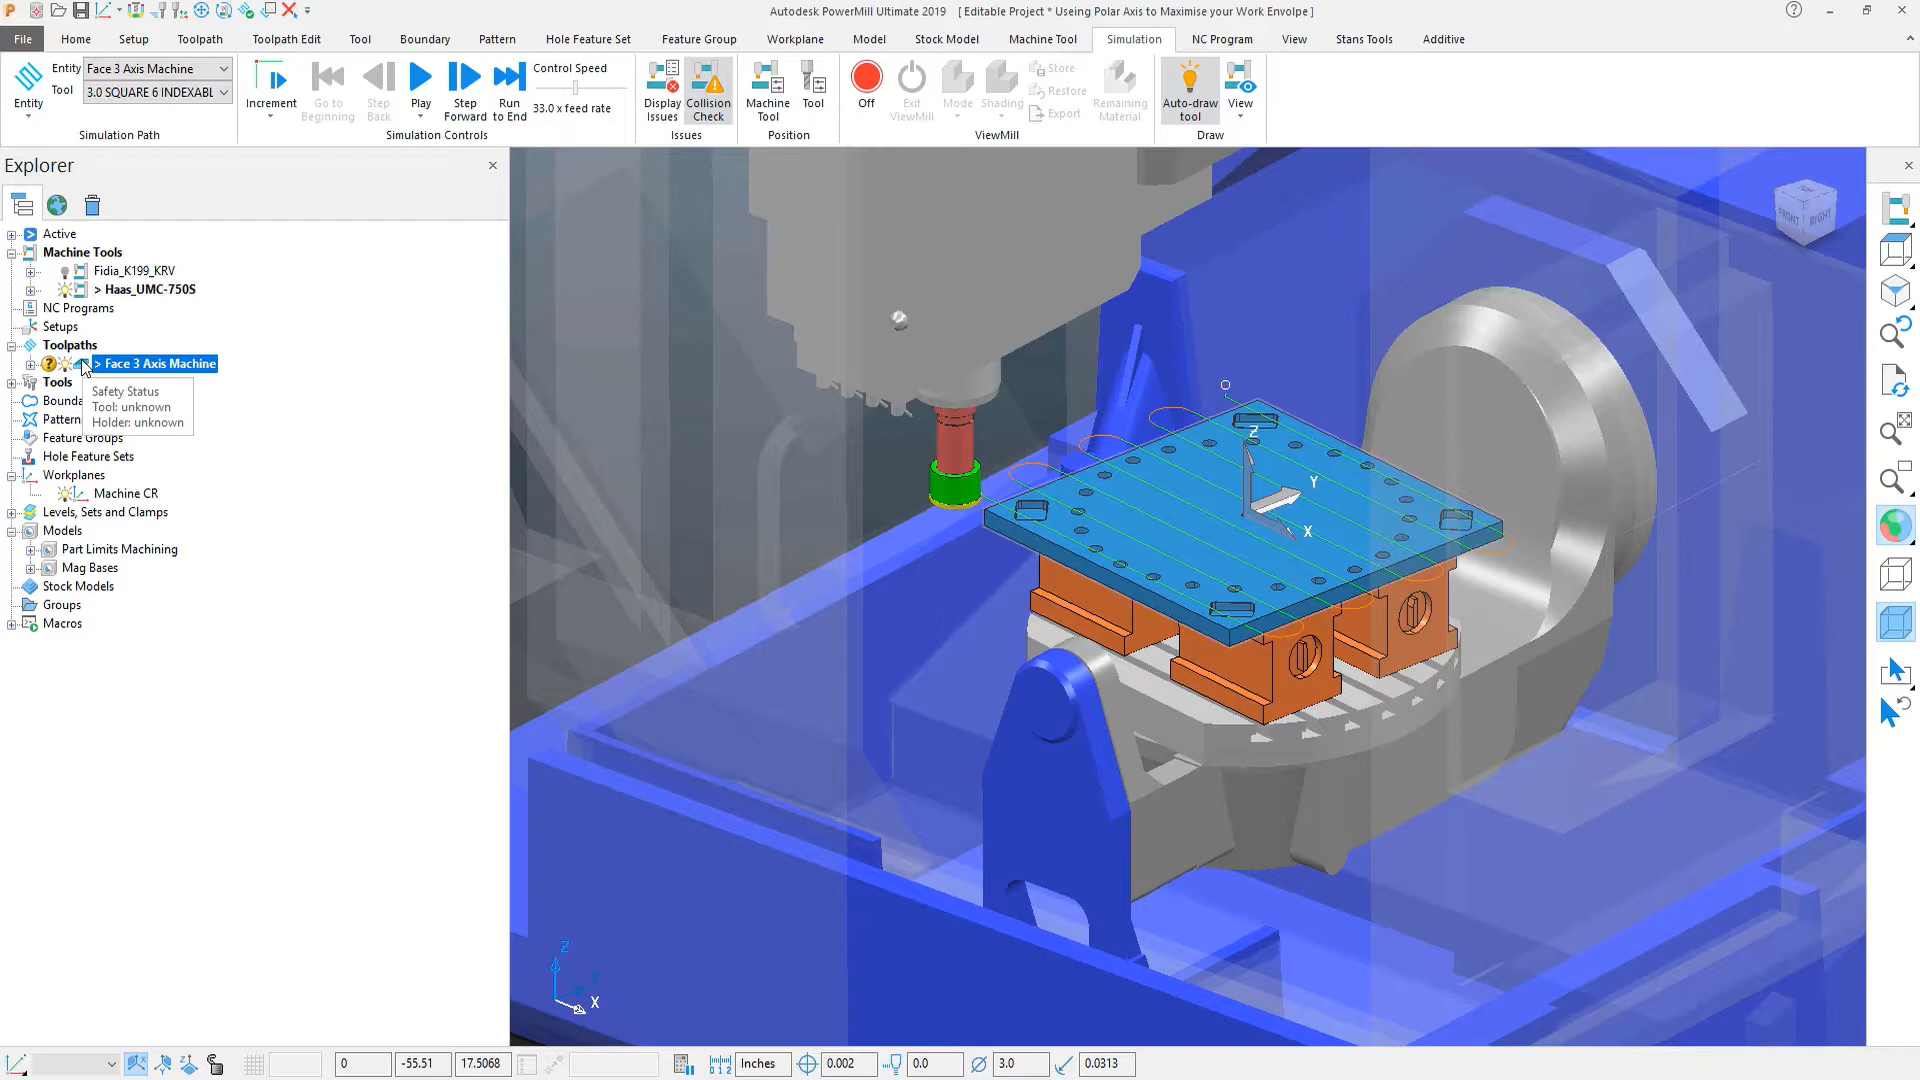 Autodesk PowerMill Ultimate 2019 [ Editable Project * Useing Polar Axis to Maximise your Work Envolpe ]
File Home Setup Toolpath Toolpath Edit Tool Boundary Pattern Hole Feature Set Feature Group Workplane Model Stock Model Machine Tool Simulation NC Program View Stans Tools Additive
Entity Face 3 Axis Machine
Tool 3.0 SQUARE 6 INDEXABL
Entity
Simulation Path
Increment
Go to Beginning
Step Back
Play
Step Forward
Run to End
Control Speed
33.0 x feed rate
Simulation Controls
Display Issues
Collision Check
Issues
Machine Tool
Tool
Position
Off
Exit ViewMill
Mode
Shading
Store
Restore
Export
Remaining Material
ViewMill
Auto-draw tool
View
Draw
Explorer
Active
Machine Tools
Fidia_K199_KRV
> Haas_UMC-750S
NC Programs
Setups
Toolpaths
> Face 3 Axis Machine
Tools
Safety Status
Tool: unknown
Holder: unknown
Bounda
Pattern
Feature Groups
Hole Feature Sets
Workplanes
Machine CR
Levels, Sets and Clamps
Models
Part Limits Machining
Mag Bases
Stock Models
Groups
Macros
FRONT RIGHT
Z
Y
X
Z
X
0 -55.51 17.5068 Inches 0.002 0.0 3.0 0.0313